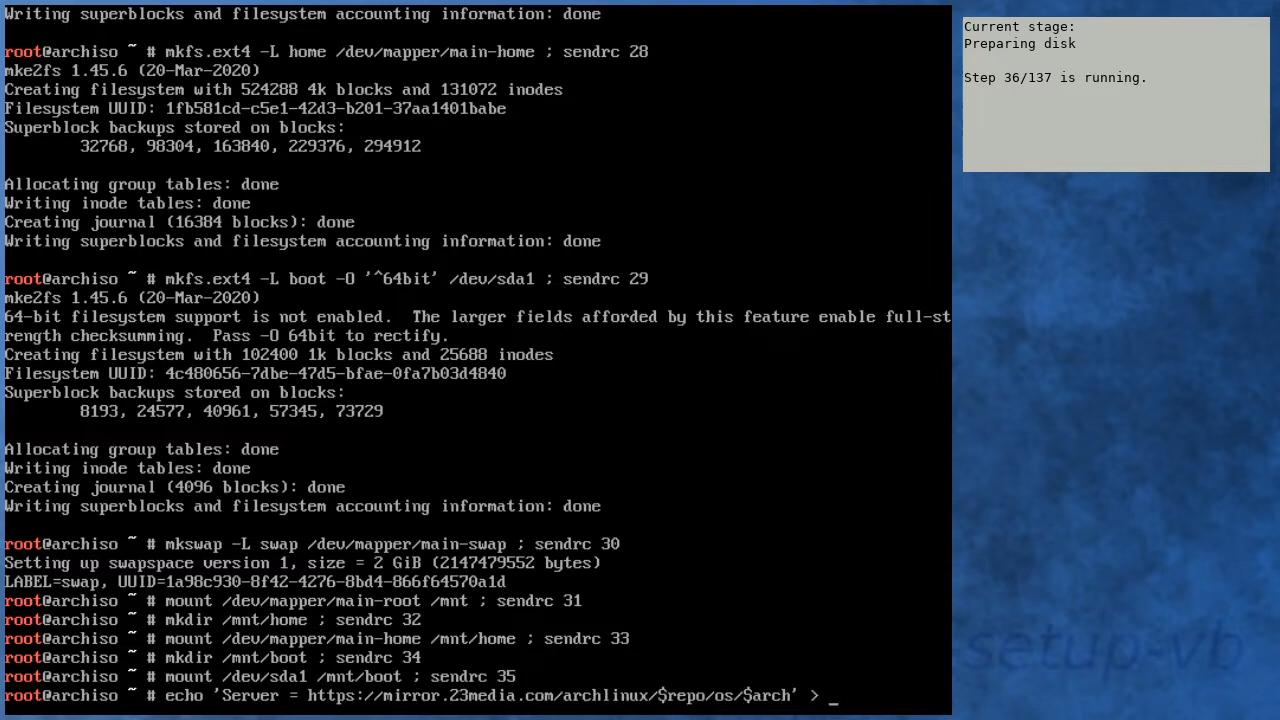 Writing superblocks and filesystem accounting information: done
root@archiso ~ # mkfs.ext4 -L home /dev/mapper/main-home ; sendrc 28
mke2fs 1.45.6 (20-Mar-2020)
Creating filesystem with 524288 4k blocks and 131072 inodes
Filesystem UUID: 1fb581cd-c5e1-42d3-b201-37aa1401babe
Superblock backups stored on blocks:
32768, 98304, 163840, 229376, 294912
Allocating group tables: done
Writing inode tables: done
Creating journal (16384 blocks): done
Writing superblocks and filesystem accounting information: done
root@archiso ~ # mkfs.ext4 -L boot -O '^64bit' /dev/sda1 ; sendrc 29
mke2fs 1.45.6 (20-Mar-2020)
64-bit filesystem support is not enabled.  The larger fields afforded by this feature enable full-st
rength checksumming.  Pass -O 64bit to rectify.
Creating filesystem with 102400 1k blocks and 25688 inodes
Filesystem UUID: 4c480656-7dbe-47d5-bfae-0fa7b03d4840
Superblock backups stored on blocks:
8193, 24577, 40961, 57345, 73729
Allocating group tables: done
Writing inode tables: done
Creating journal (4096 blocks): done
Writing superblocks and filesystem accounting information: done
root@archiso ~ # mkswap -L swap /dev/mapper/main-swap ; sendrc 30
Setting up swapspace version 1, size = 2 GiB (2147479552 bytes)
LABEL=swap, UUID=1a98c930-8f42-4276-8bd4-866f64570a1d
root@archiso ~ # mount /dev/mapper/main-root /mnt ; sendrc 31
root@archiso ~ # mkdir /mnt/home ; sendrc 32
root@archiso ~ # mount /dev/mapper/main-home /mnt/home ; sendrc 33
root@archiso ~ # mkdir /mnt/boot ; sendrc 34
root@archiso ~ # mount /dev/sda1 /mnt/boot ; sendrc 35
root@archiso ~ # echo 'Server = https://mirror.23media.com/archlinux/$repo/os/$arch' > _
Current stage:
Preparing disk
Step 36/137 is running.
setup-vb